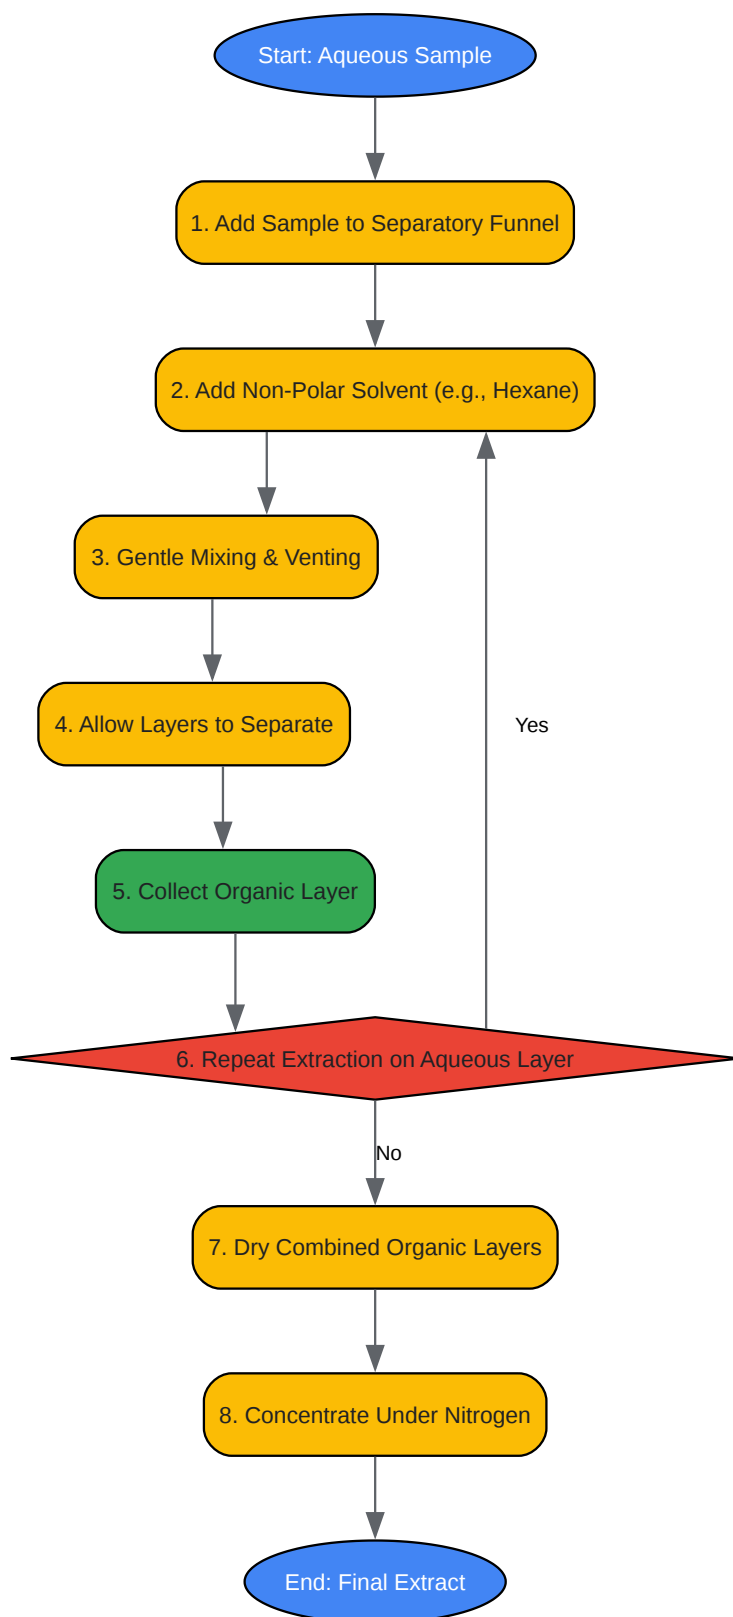 Start: Aqueous Sample
1. Add Sample to Separatory Funnel
2. Add Non-Polar Solvent (e.g., Hexane)
3. Gentle Mixing & Venting
4. Allow Layers to Separate
Yes
5. Collect Organic Layer
6. Repeat Extraction on Aqueous Layer
No
7. Dry Combined Organic Layers
8. Concentrate Under Nitrogen
End: Final Extract